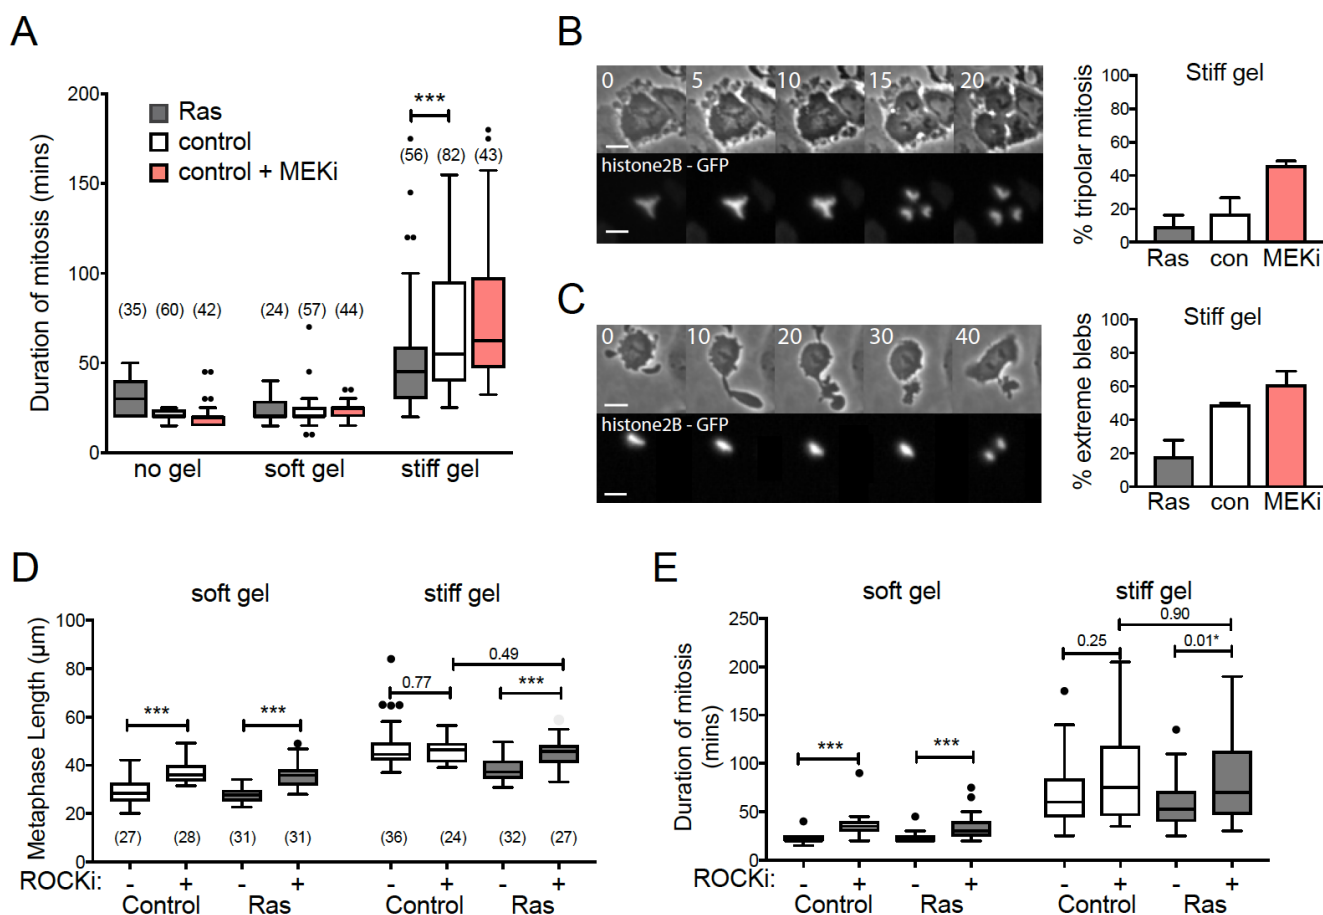 A
Duration of mitosis (mins)
200
150
100
50
0
Ras
control
control + MEKi
***
(56) (82) (43)
(35) (60) (42)
(24) (57) (44)
no gel soft gel stiff gel
B
0 5 10 15 20
histone2B - GFP
Stiff gel
% tripolar mitosis
100
80
60
40
20
0
Ras con MEKi
C
0 10 20 30 40
histone2B - GFP
Stiff gel
% extreme blebs
100
80
60
40
20
0
Ras con MEKi
D
soft gel stiff gel
Metaphase Length (µm)
100
80
60
40
20
0
*** *** 0.77 0.49 ***
(27) (28) (31) (31) (36) (24) (32) (27)
ROCKi: - + - + - + - +
Control Ras Control Ras
E
soft gel stiff gel
Duration of mitosis
(mins)
250
200
150
100
50
0
*** *** 0.25 0.90 0.01*
ROCKi: - + - + - + - +
Control Ras Control Ras